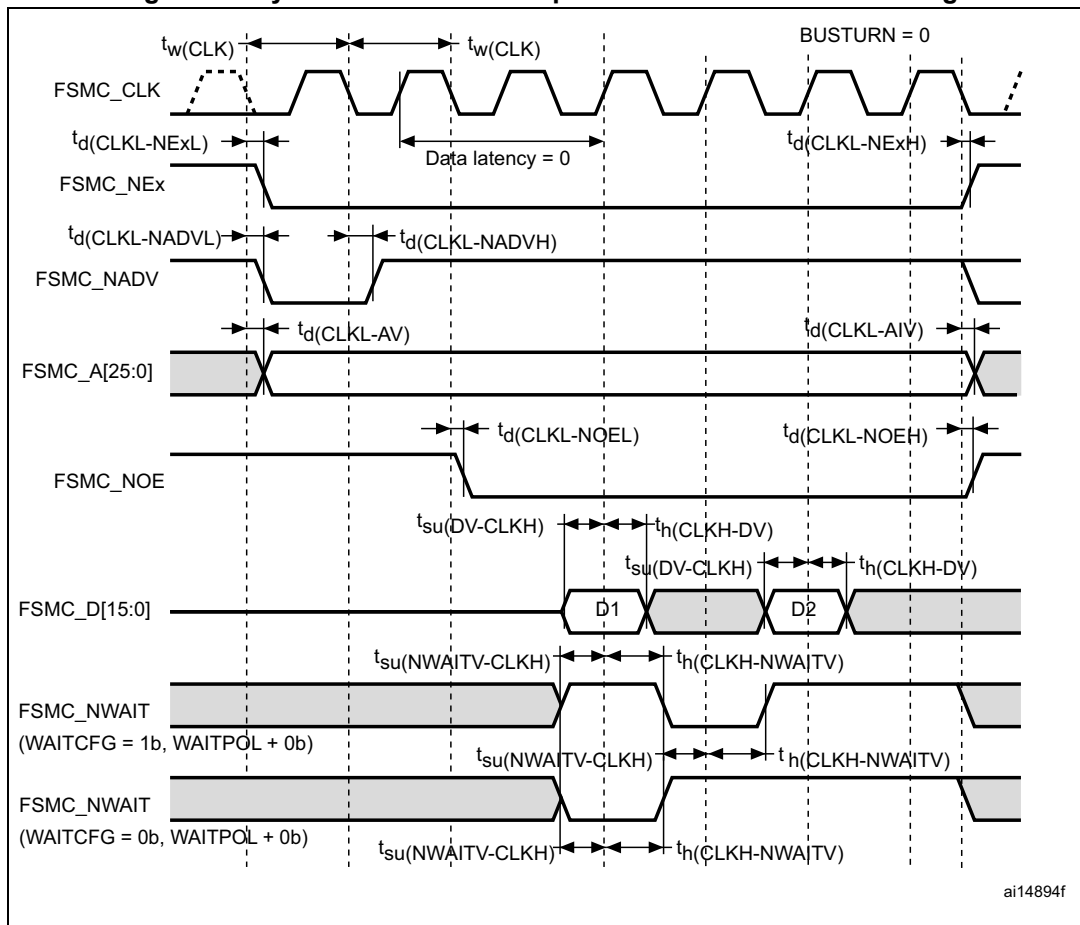 tw(CLK) tw(CLK) BUSTURN = 0
FSMC_CLK
td(CLKL-NExL) Data latency = 0 td(CLKL-NExH)
FSMC_NEx
td(CLKL-NADVL) td(CLKL-NADVH)
FSMC_NADV
td(CLKL-AV) td(CLKL-AIV)
FSMC_A[25:0]
td(CLKL-NOEL) td(CLKL-NOEH)
FSMC_NOE
tsu(DV-CLKH) th(CLKH-DV)
tsu(DV-CLKH) th(CLKH-DV)
FSMC_D[15:0] D1 D2
tsu(NWAITV-CLKH) th(CLKH-NWAITV)
FSMC_NWAIT
(WAITCFG = 1b, WAITPOL + 0b)
tsu(NWAITV-CLKH) th(CLKH-NWAITV)
FSMC_NWAIT
(WAITCFG = 0b, WAITPOL + 0b)
tsu(NWAITV-CLKH) th(CLKH-NWAITV)
ai14894f